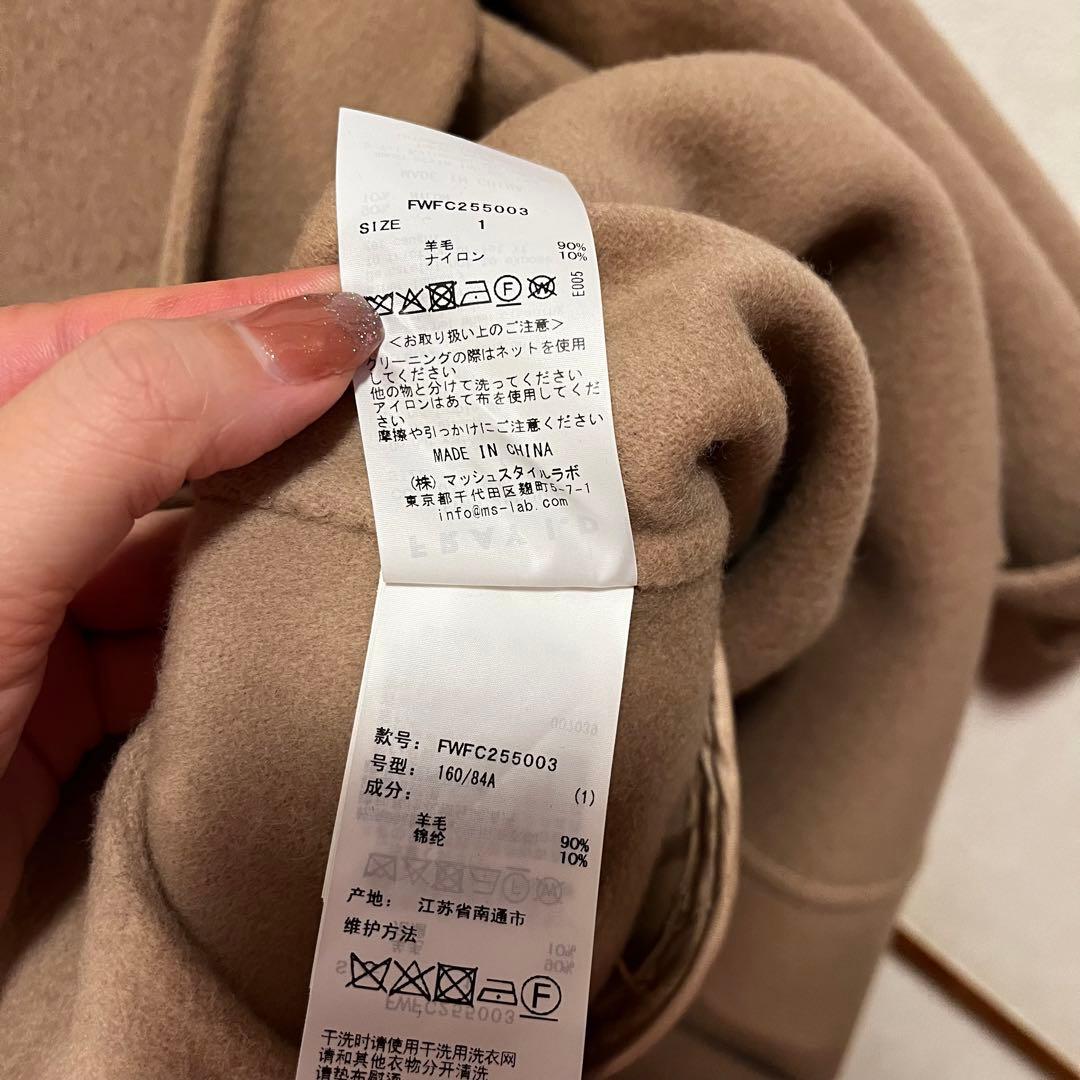 FWFC255003
SIZE 1
羊毛 90%
ナイロン 10%
F W E005
<お取り扱い上のご注意>
クリーニングの際はネットを使用
してください
他の物と分けて洗ってください
アイロンはあて布を使用してくだ
さい
摩擦や引っかけにご注意ください
MADE IN CHINA
(株) マッシュスタイルラボ
東京都千代田区麹町5-7-1
info@ms-lab.com
款号: FWFC255003
号型: 160/84A (1)
成分:
羊毛 90%
锦纶 10%
产地: 江苏省南通市
维护方法
F
干洗时请使用干洗用洗衣网
请和其他衣物分开清洗
请垫布熨烫